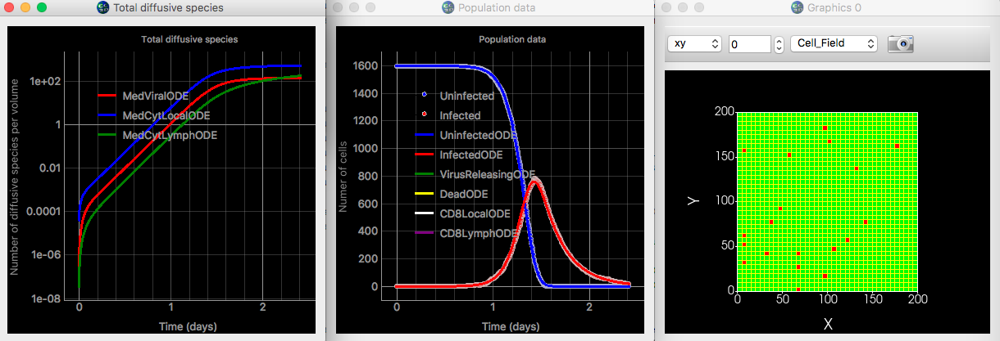 Total diffusive species
Total diffusive species
Number of diffusive species per volume
1e+02
1
0.01
0.0001
1e-06
1e-08
MedViralODE
MedCytLocalODE
MedCytLymphODE
0
1
2
Time (days)
Population data
Population data
Numer of cells
1600
1400
1200
1000
800
600
400
200
0
Uninfected
Infected
UninfectedODE
InfectedODE
VirusReleasingODE
DeadODE
CD8LocalODE
CD8LymphODE
0
1
2
Time (days)
Graphics 0
xy
0
Cell_Field
200
150
100
50
0
Y
0
50
100
150
200
X